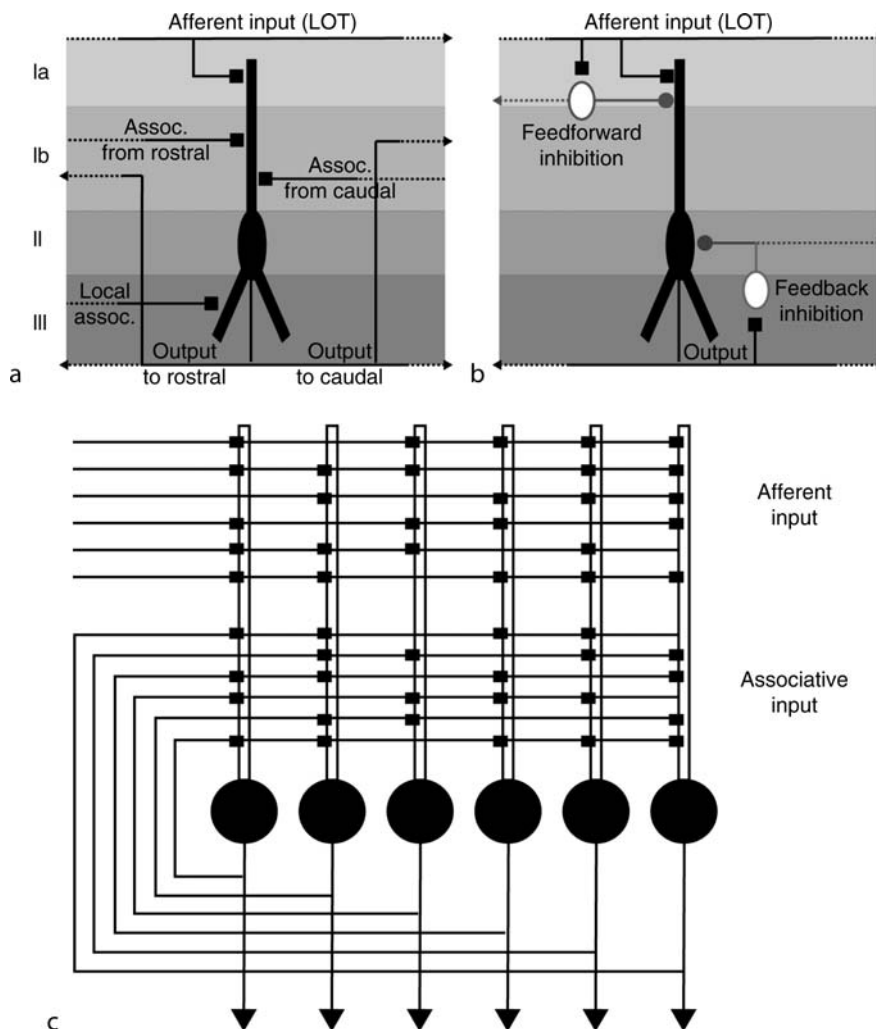 Afferent input (LOT)
Ia
Assoc.
from rostral
Ib
Assoc.
from caudal
II
Local
assoc.
III
Output
to rostral
Output
to caudal
a
Afferent input (LOT)
Feedforward
inhibition
Feedback
inhibition
Output
b
Afferent
input
Associative
input
c